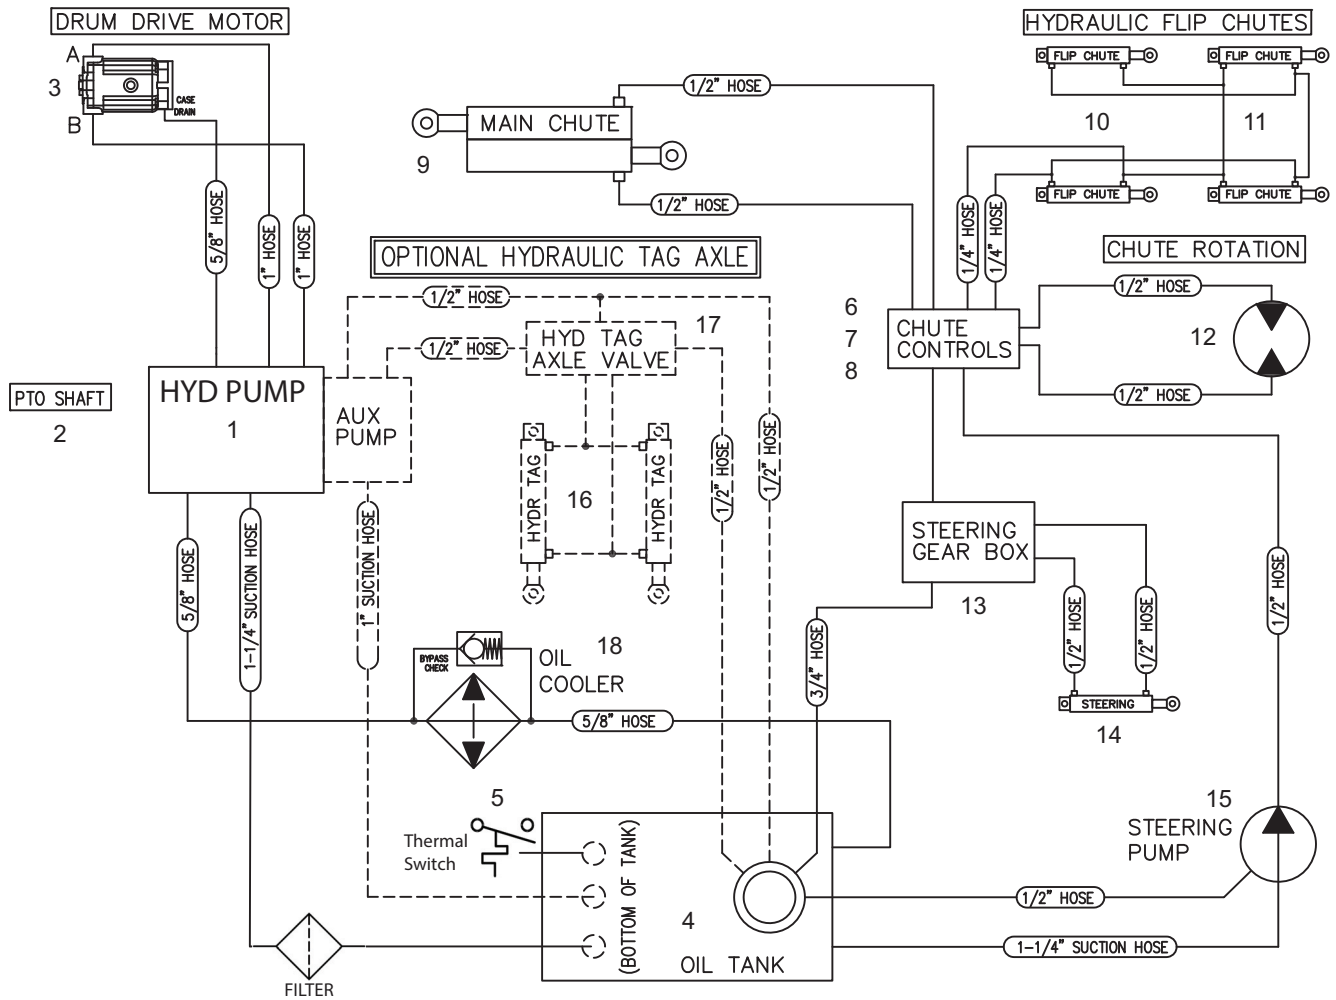 DRUM DRIVE MOTOR
HYDRAULIC FLIP CHUTES
A
3
B
CASE
DRAIN
5/8" HOSE
1" HOSE
1" HOSE
1/2" HOSE
MAIN CHUTE
9
1/2" HOSE
FLIP CHUTE
FLIP CHUTE
10
11
FLIP CHUTE
FLIP CHUTE
1/4" HOSE
1/4" HOSE
OPTIONAL HYDRAULIC TAG AXLE
CHUTE ROTATION
1/2" HOSE
1/2" HOSE
12
1/2" HOSE
6
7
8
CHUTE
CONTROLS
1/2" HOSE
HYD TAG
AXLE VALVE
17
PTO SHAFT
2
HYD PUMP
1
AUX
PUMP
HYDR TAG
16
HYDR TAG
1/2" HOSE
1/2" HOSE
STEERING
GEAR BOX
13
1/2" HOSE
1/2" HOSE
1/2" HOSE
STEERING
14
5/8" HOSE
1-1/4" SUCTION HOSE
1" SUCTION HOSE
BYPASS
CHECK
18
OIL
COOLER
3/4" HOSE
5/8" HOSE
5
Thermal
Switch
(BOTTOM OF TANK)
4
OIL TANK
15
STEERING
PUMP
1/2" HOSE
1-1/4" SUCTION HOSE
FILTER